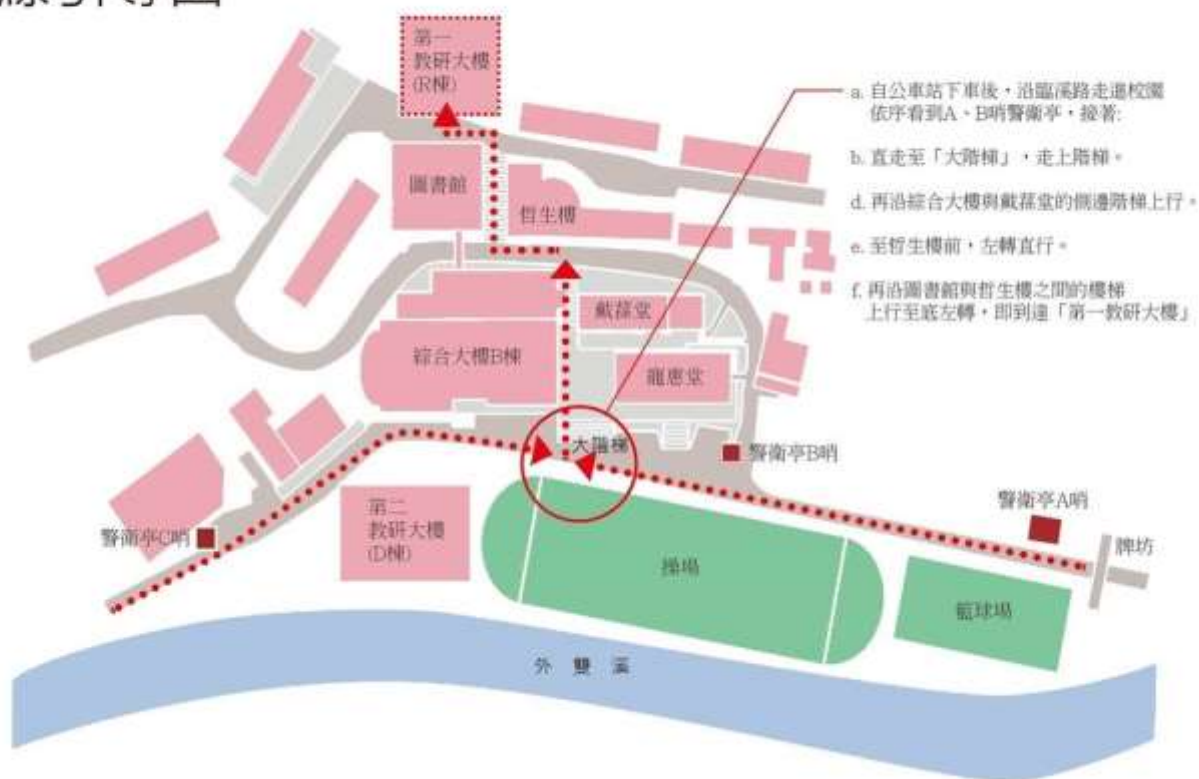 第一
教研大樓
(R棟)
a. 自公車站下車後，沿臨溪路走進校園
依序看到A、B哨警衛亭，接著:
b. 直走至「大階梯」，走上階梯。
圖書館
哲生樓
d. 再沿綜合大樓與戴蓀堂的側邊階梯上行。
e. 至哲生樓前，左轉直行。
f. 再沿圖書館與哲生樓之間的樓梯
上行至底左轉，即到達「第一教研大樓」
戴蓀堂
綜合大樓B棟
寵惠堂
大階梯
警衛亭B哨
第二
教研大樓
(D棟)
警衛亭A哨
警衛亭C哨
牌坊
操場
籃球場
外雙溪